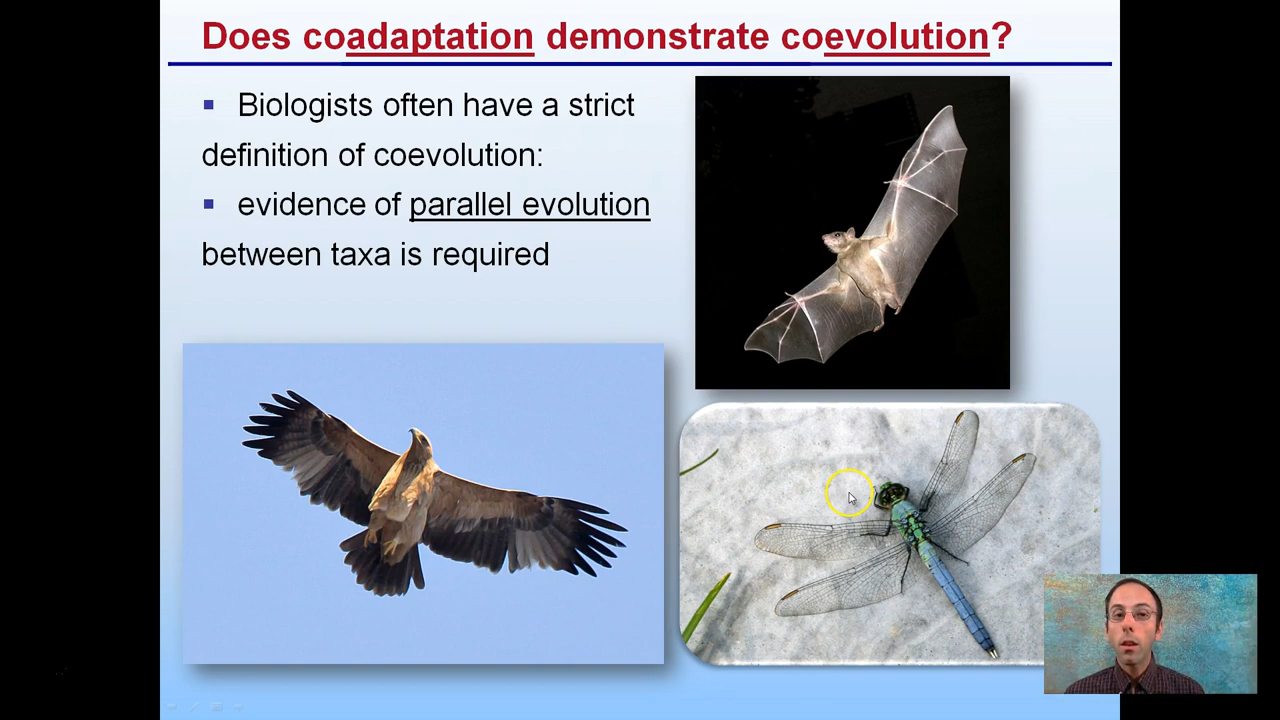 Does coadaptation demonstrate coevolution?
▪ Biologists often have a strict
definition of coevolution:
▪ evidence of parallel evolution
between taxa is required